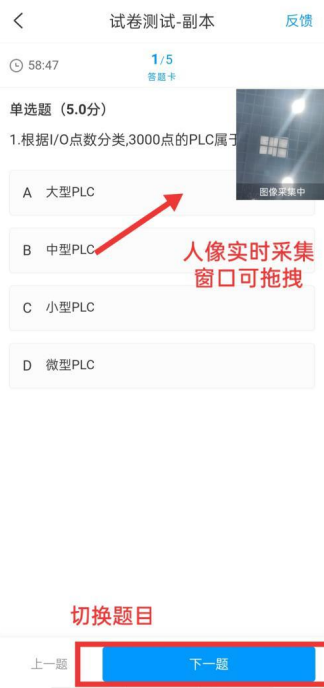 试卷测试-副本
反馈
58:47
1/5
答题卡
单选题（5.0分）
1.根据I/O点数分类,3000点的PLC属于
图像采集中
A 大型PLC
B 中型PLC
人像实时采集
窗口可拖拽
C 小型PLC
D 微型PLC
切换题目
上一题
下一题